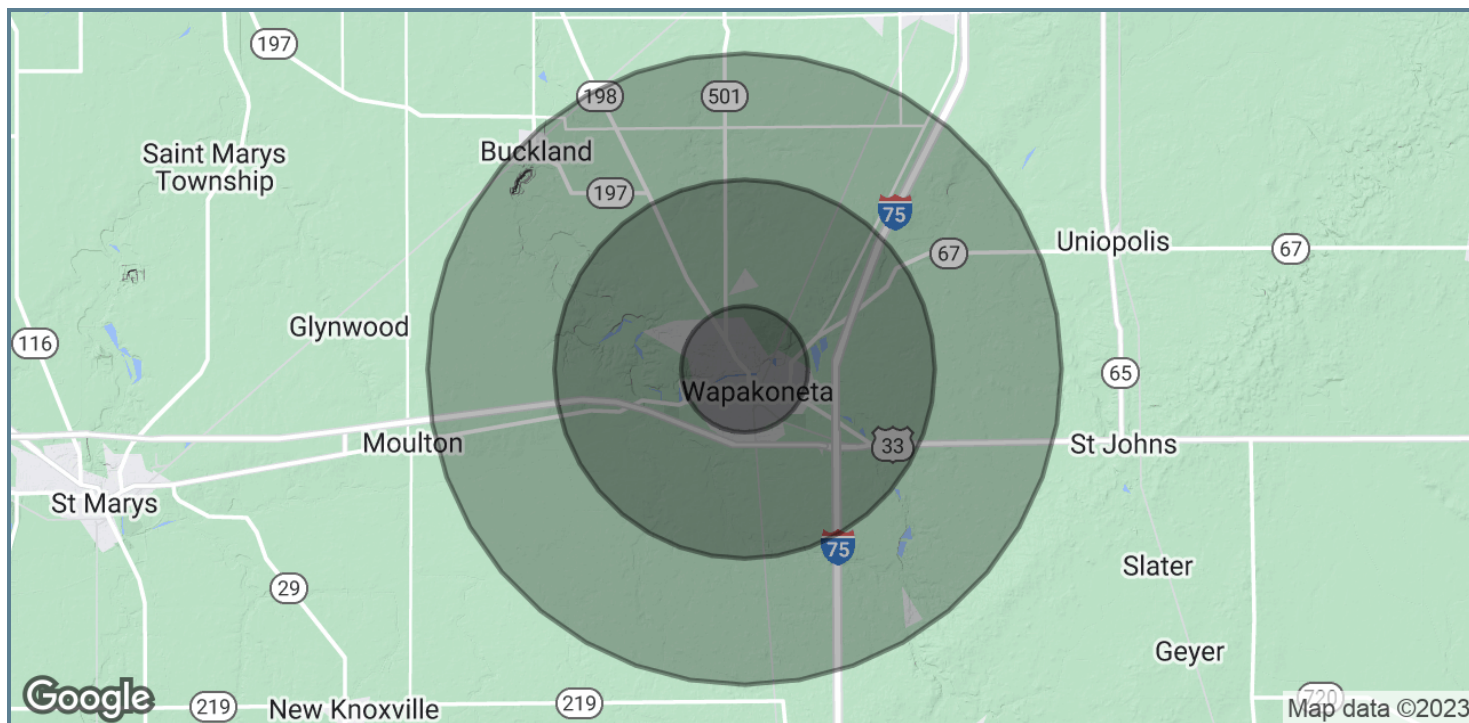 197
198
501
Saint Marys
Township
Buckland
197
75
67
Uniopolis
67
Glynwood
116
Wapakoneta
65
Moulton
33
St Johns
St Marys
75
Slater
29
Geyer
Google
219
New Knoxville
219
720
Map data ©2023